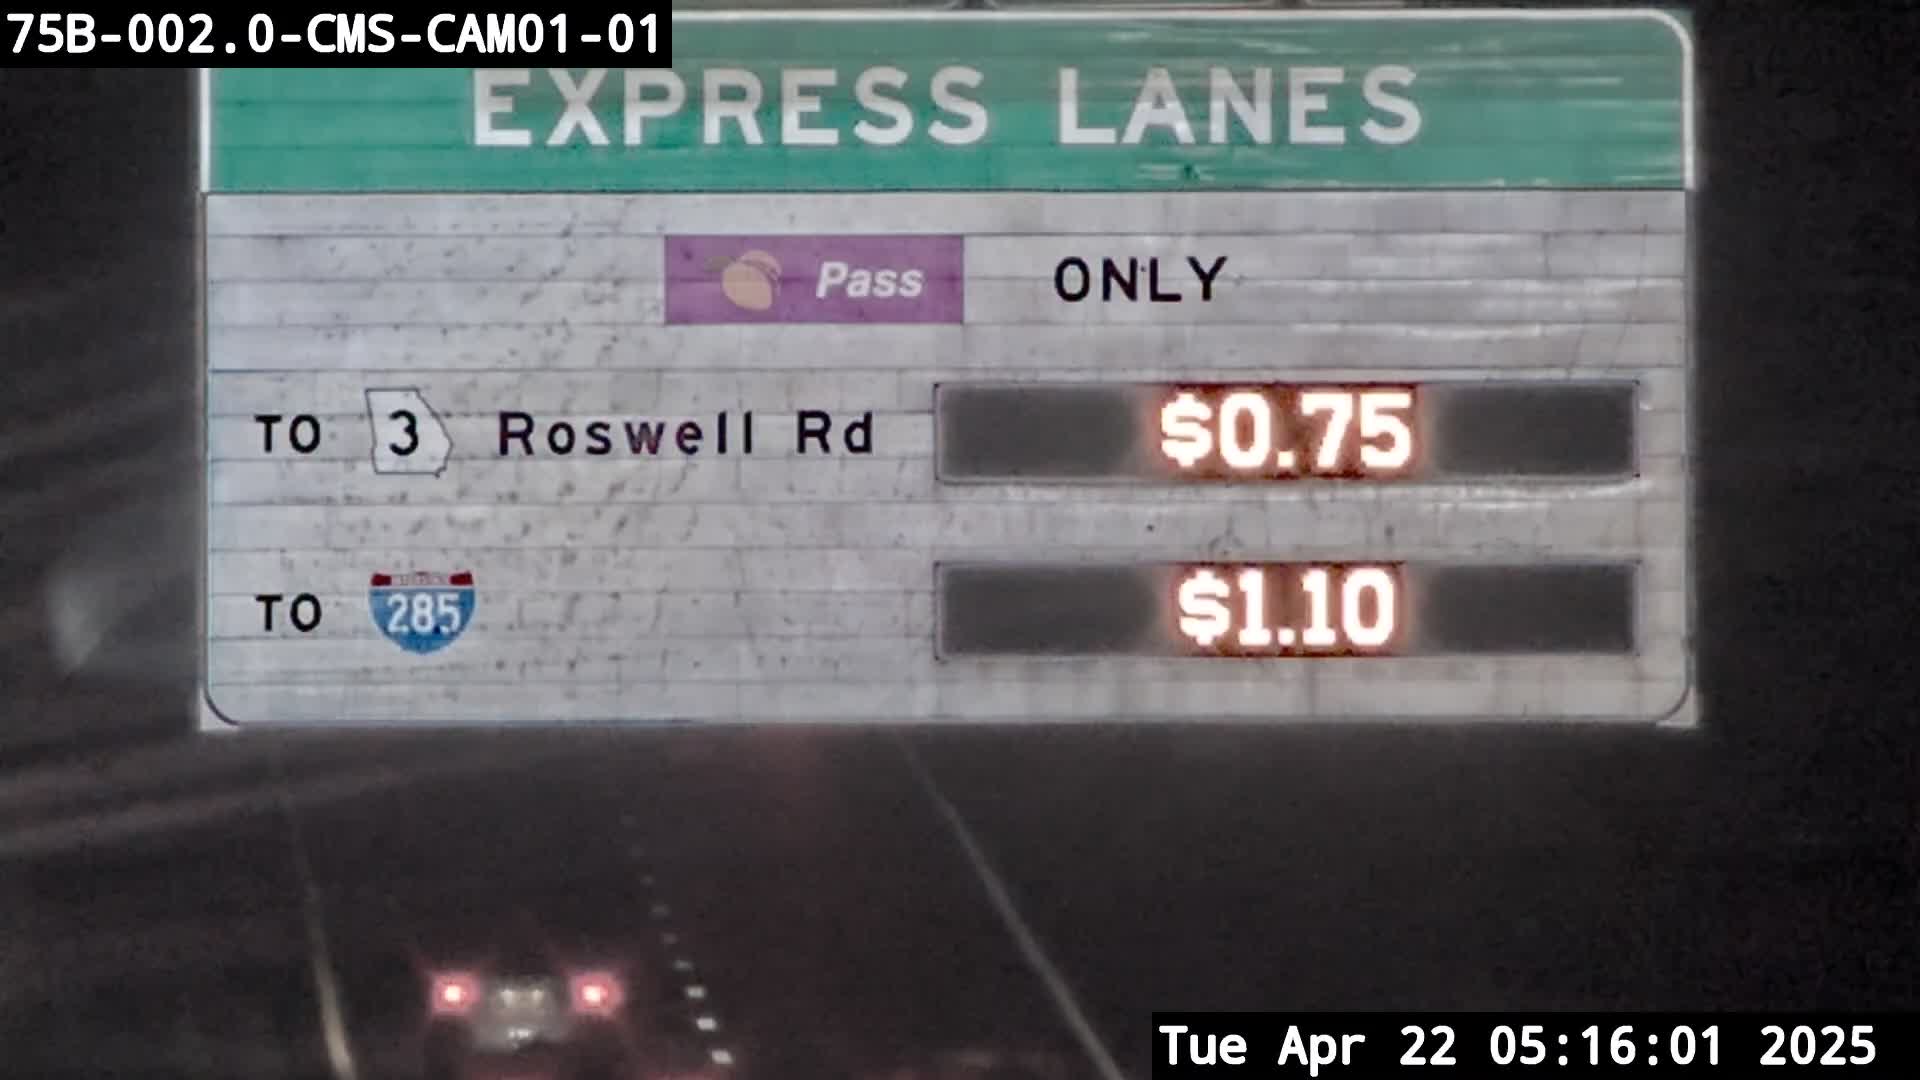 75B-002.0-CMS-CAM01-01
EXPRESS LANES
Pass ONLY
TO 3 Roswell Rd $0.75
TO 285 $1.10
Tue Apr 22 05:16:01 2025